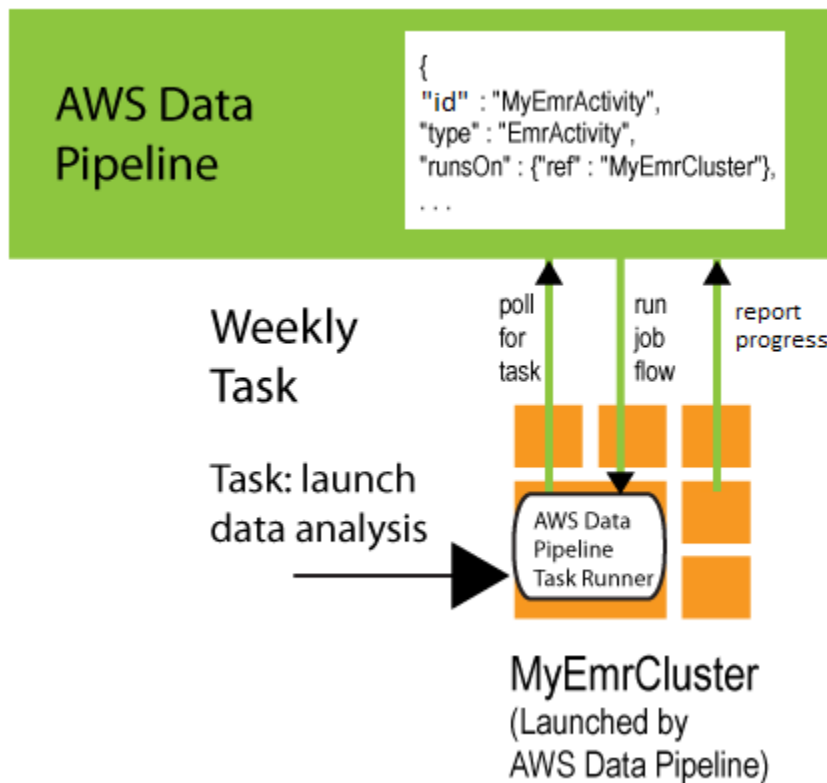 AWS Data
Pipeline
{
"id" : "MyEmrActivity",
"type" : "EmrActivity",
"runsOn" : {"ref" : "MyEmrCluster"},
. . .
Weekly
Task
poll
for
task
run
job
flow
report
progress
Task: launch
data analysis
AWS Data
Pipeline
Task Runner
MyEmrCluster
(Launched by
AWS Data Pipeline)